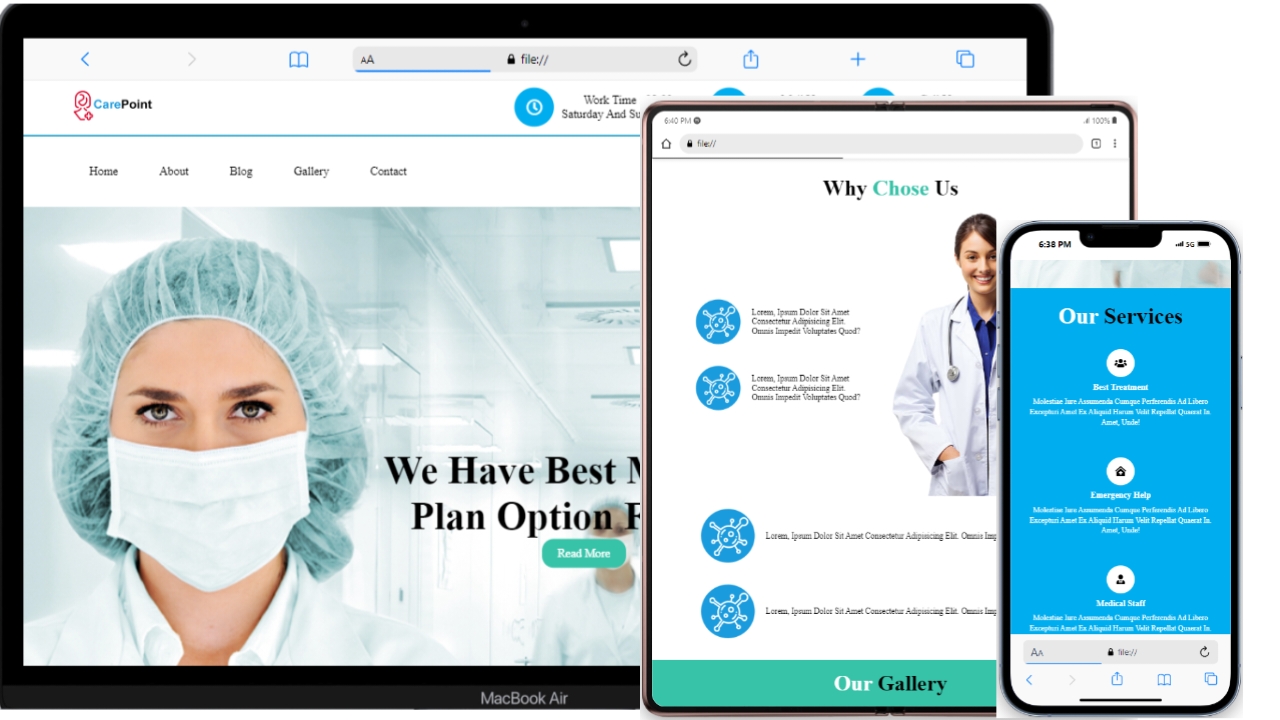 AA
file://
CarePoint
Work Time
Saturday And Su
Home
About
Blog
Gallery
Contact
We Have Best M
Plan Option F
Read More
MacBook Air
6:40 PM
100%
file://
1
Why Chose Us
Lorem, Ipsum Dolor Sit Amet
Consectetur Adipisicing Elit.
Omnis Impedit Voluptates Quod?
Lorem, Ipsum Dolor Sit Amet
Consectetur Adipisicing Elit.
Omnis Impedit Voluptates Quod?
Lorem, Ipsum Dolor Sit Amet Consectetur Adipisicing Elit. Omnis Imp
Lorem, Ipsum Dolor Sit Amet Consectetur Adipisicing Elit. Omnis Imp
Our Gallery
6:38 PM
5G
Our Services
Best Treatment
Molestiae Iure Assumenda Cumque Perferendis Ad Libero
Excepturi Amet Ex Aliquid Harum Velit Repellat Quaerat In.
Amet, Unde!
Emergency Help
Molestiae Iure Assumenda Cumque Perferendis Ad Libero
Excepturi Amet Ex Aliquid Harum Velit Repellat Quaerat In.
Amet, Unde!
Medical Staff
Molestiae Iure Assumenda Cumque Perferendis Ad Libero
Excepturi Amet Ex Aliquid Harum Velit Repellat Quaerat In.
AA
file://